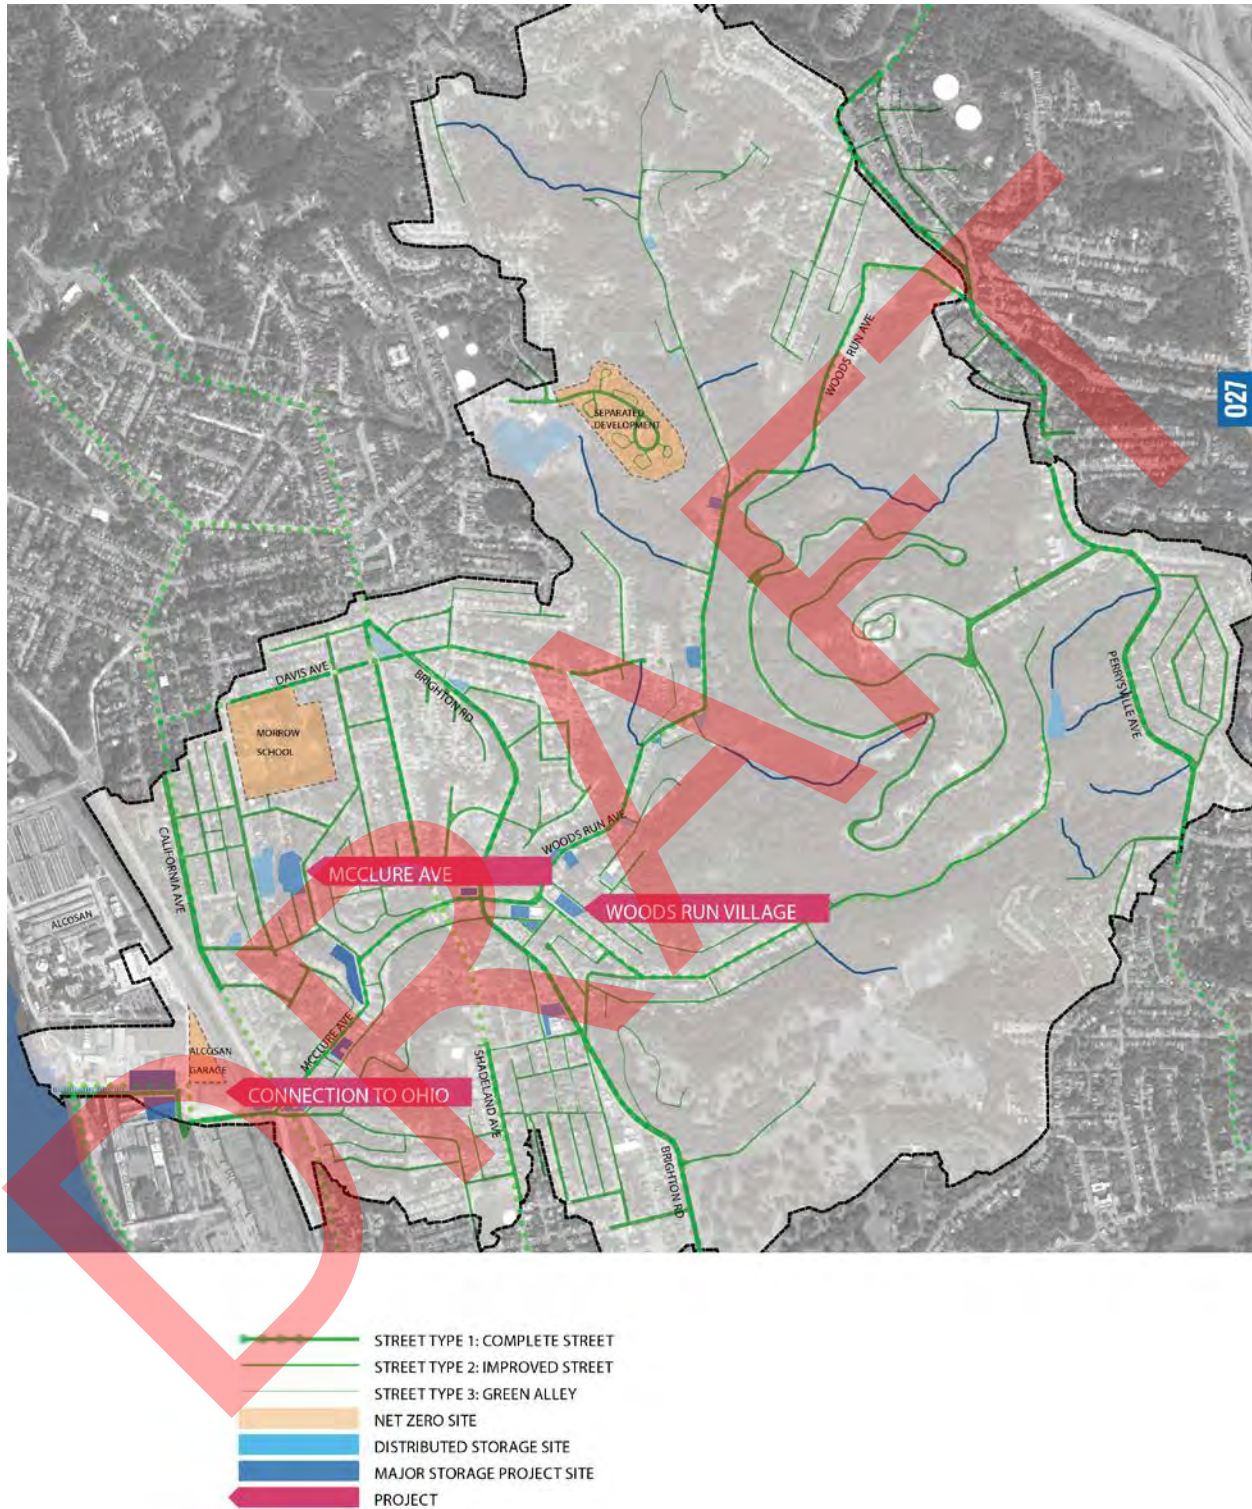 027
WOODS RUN AVE
SEPARATED
DEVELOPMENT
DAVIS AVE
BRIGHTON RD
PERRYSVILLE AVE
MORROW
SCHOOL
WOODS RUN AVE
CALIFORNIA AVE
MCCLURE AVE
WOODS RUN VILLAGE
ALCOSAN
MCCLURE AVE
ALCOSAN
GARAGE
SHADELAND AVE
CONNECTION TO OHIO
BRIGHTON RD
DRAFT
STREET TYPE 1: COMPLETE STREET
STREET TYPE 2: IMPROVED STREET
STREET TYPE 3: GREEN ALLEY
NET ZERO SITE
DISTRIBUTED STORAGE SITE
MAJOR STORAGE PROJECT SITE
PROJECT